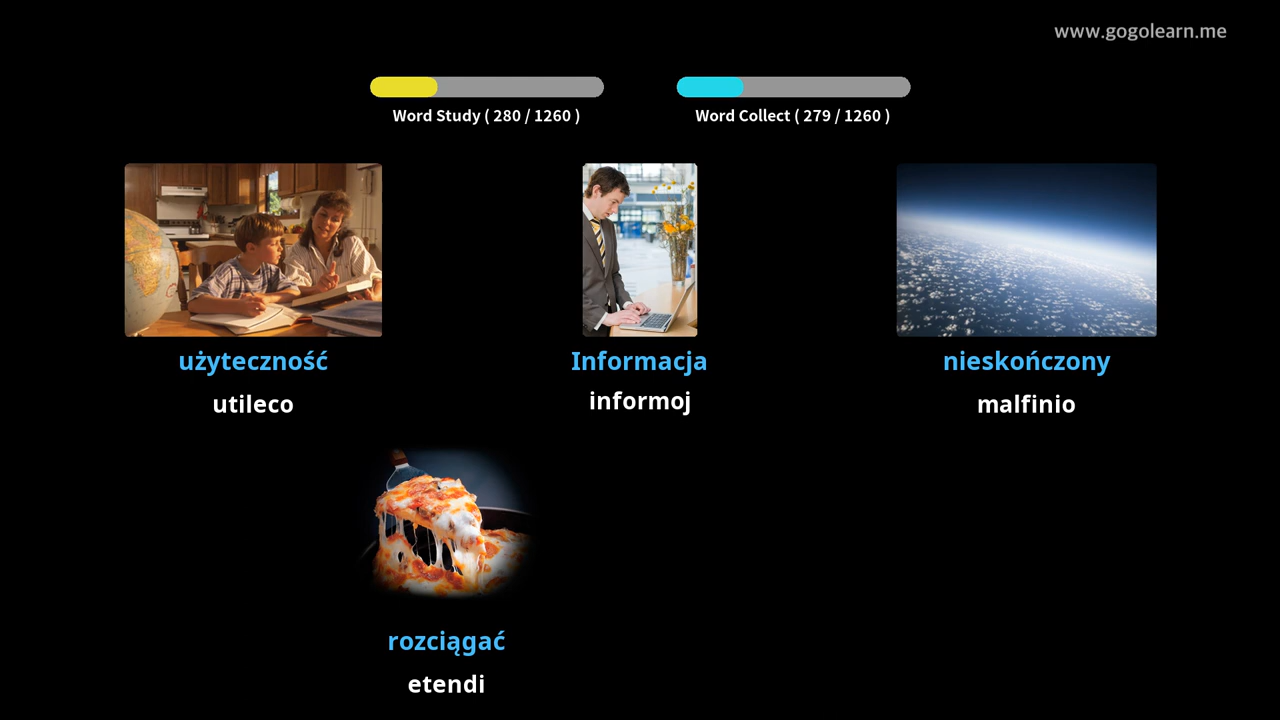 www.gogolearn.me
Word Study ( 280 / 1260 )
Word Collect ( 279 / 1260 )
użyteczność
utileco
Informacja
informoj
nieskończony
malfinio
rozciągać
etendi